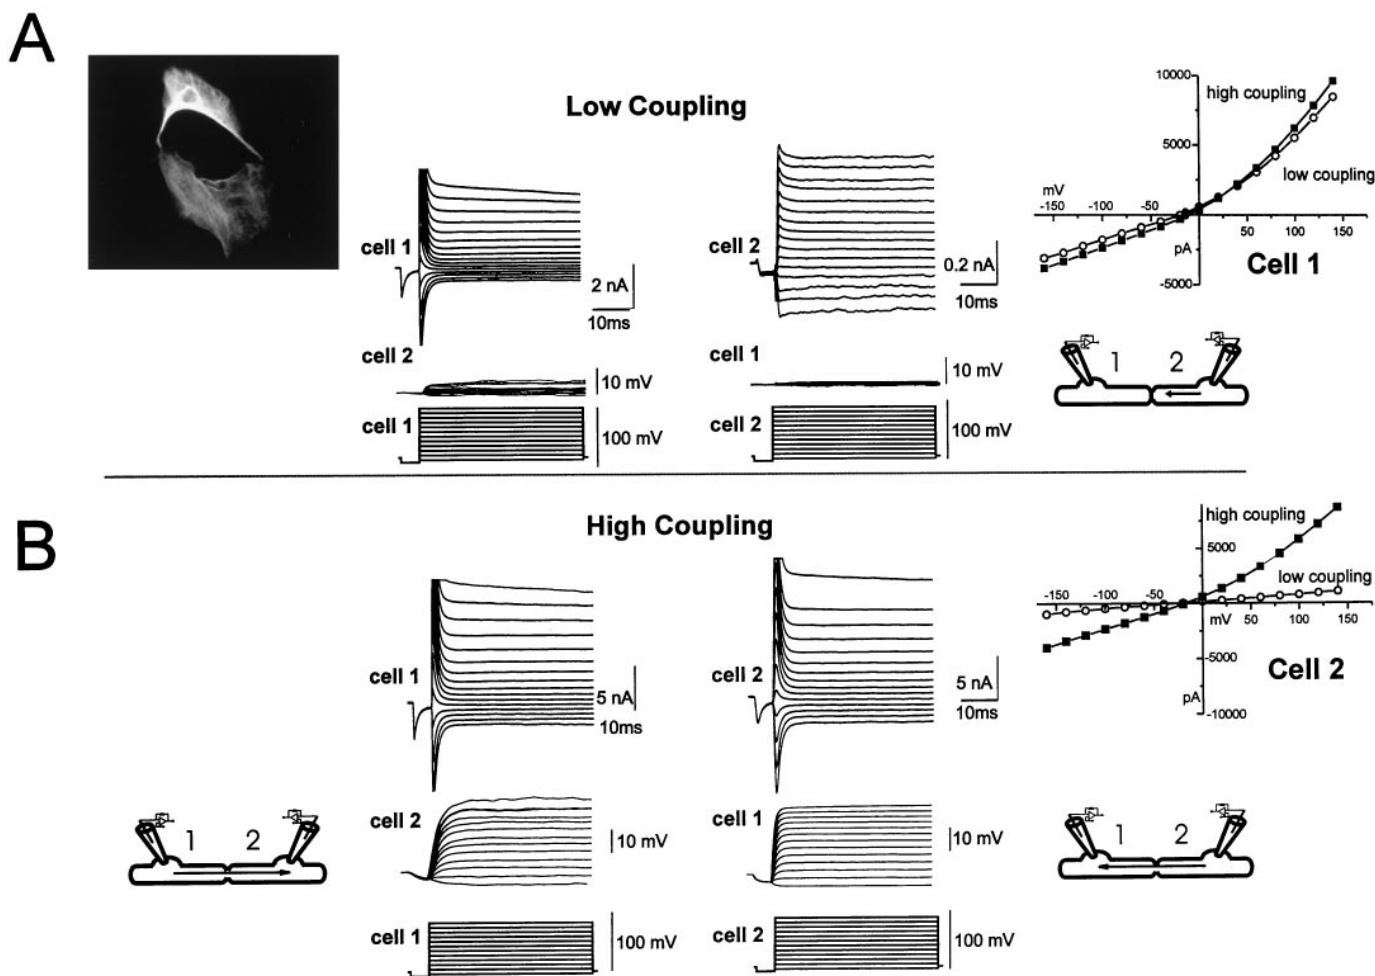 A
Low Coupling
cell 1
2 nA
10ms
cell 2
10 mV
cell 1
100 mV
cell 2
0.2 nA
10ms
cell 1
10 mV
cell 2
100 mV
10000
high coupling
5000
low coupling
mV
-150
-100
-50
50
100
150
pA
Cell 1
-5000
1
2
B
High Coupling
cell 1
5 nA
10ms
cell 2
10 mV
cell 1
100 mV
1
2
cell 2
5 nA
10ms
cell 1
10 mV
cell 2
100 mV
high coupling
5000
low coupling
-150
-100
-50
mV
50
100
150
-5000
Cell 2
pA
-10000
1
2